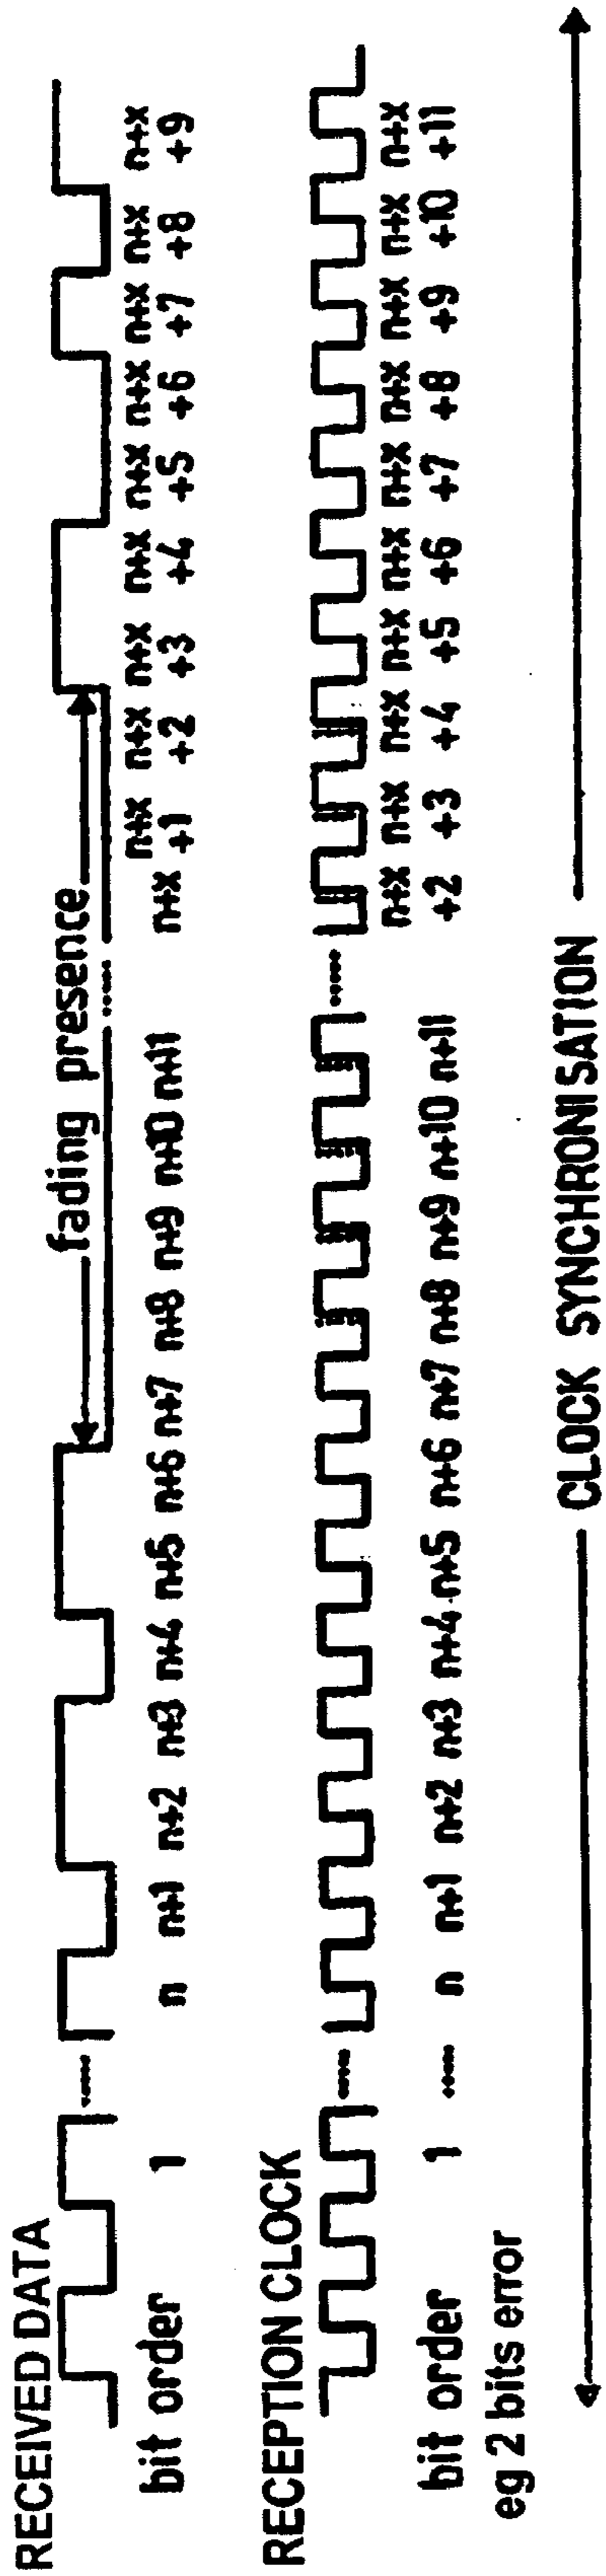 RECEIVED DATA
fading presence
bit order 1 n n+1 n+2 n+3 n+4 n+5 n+6 n+7 n+8 n+9 n+10 n+11 n+x n+x n+x n+x n+x n+x n+x n+x n+x n+x
+1 +2 +3 +4 +5 +6 +7 +8 +9
RECEPTION CLOCK
bit order 1 ..... n n+1 n+2 n+3 n+4 n+5 n+6 n+7 n+8 n+9 n+10 n+11 n+x n+x n+x n+x n+x n+x n+x n+x n+x n+x
+2 +3 +4 +5 +6 +7 +8 +9 +10 +11
eg 2 bits error
CLOCK SYNCHRONISATION